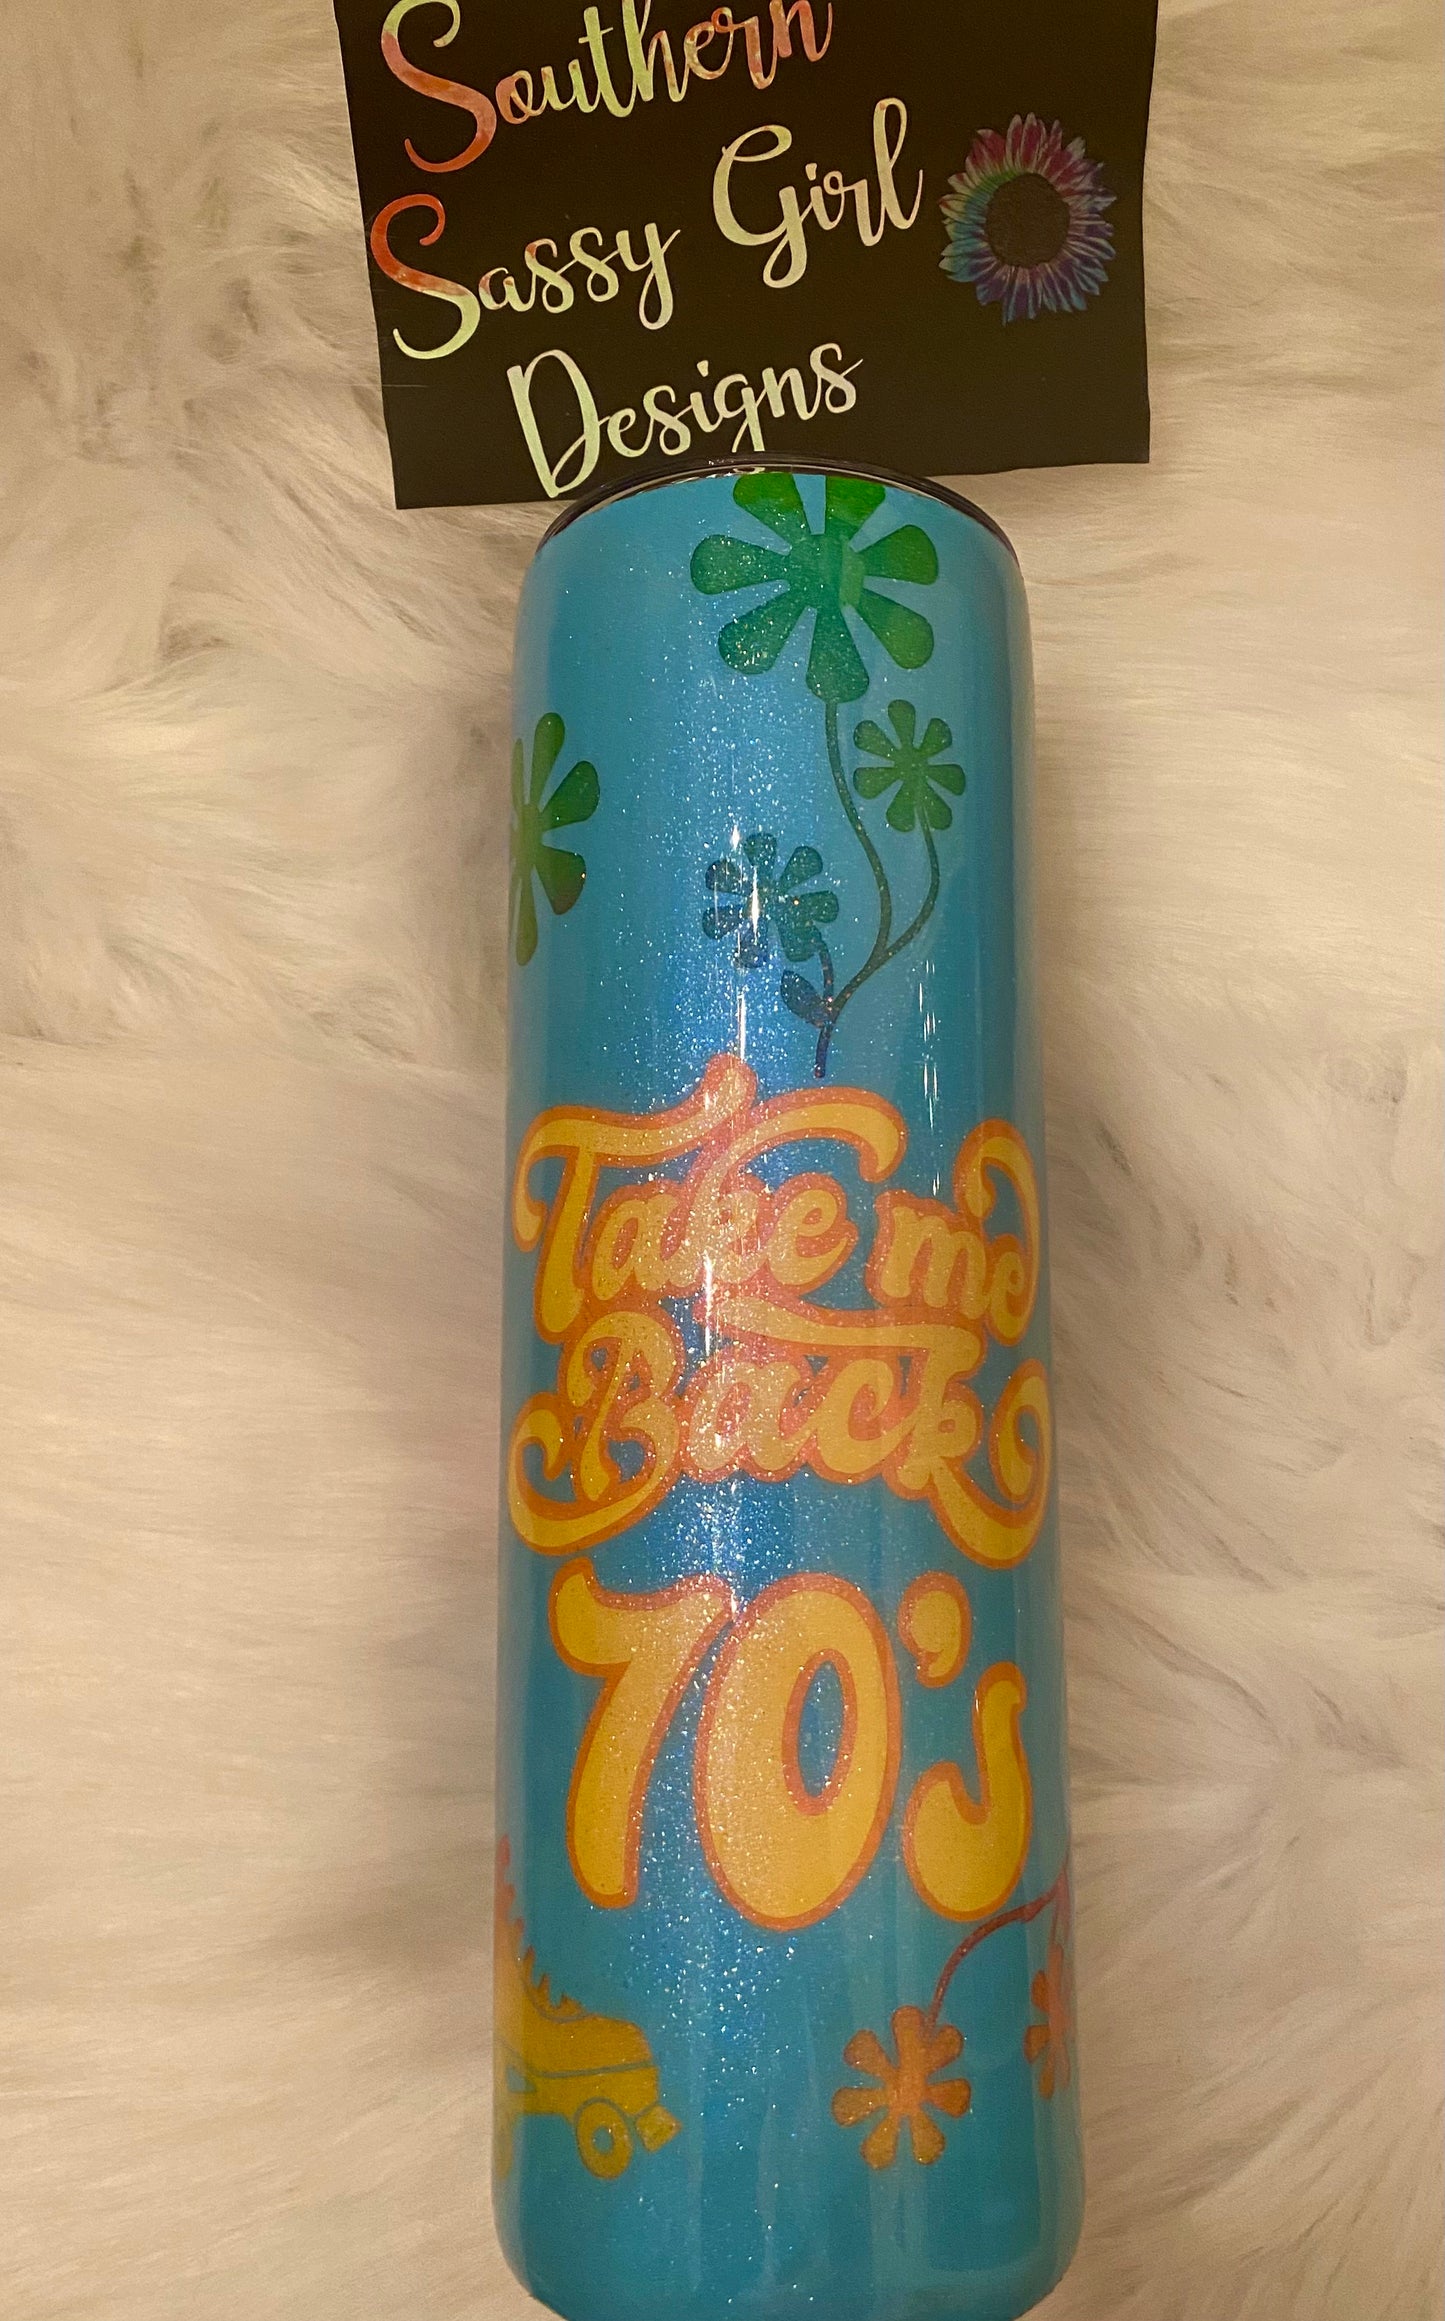 Southern
Sassy Girl
Designs
Take me
Back
70's